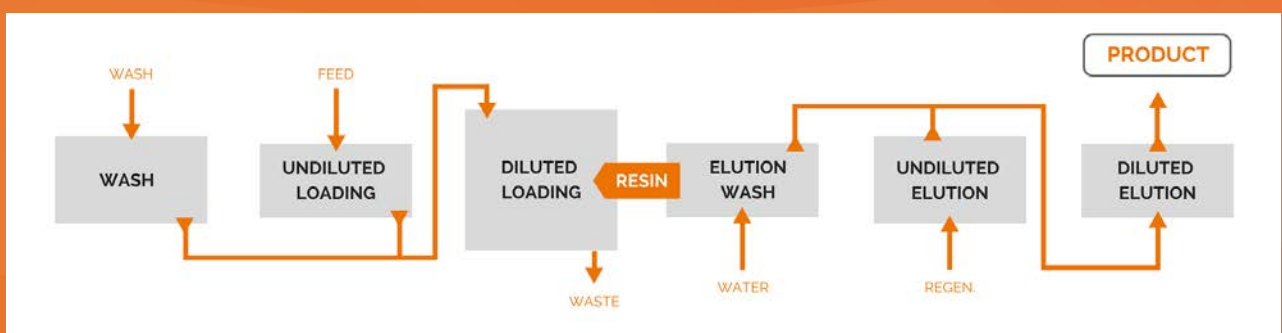 PRODUCT
WASH
FEED
WASH
UNDILUTED
LOADING
DILUTED
LOADING
RESIN
ELUTION
WASH
UNDILUTED
ELUTION
DILUTED
ELUTION
WASTE
WATER
REGEN.